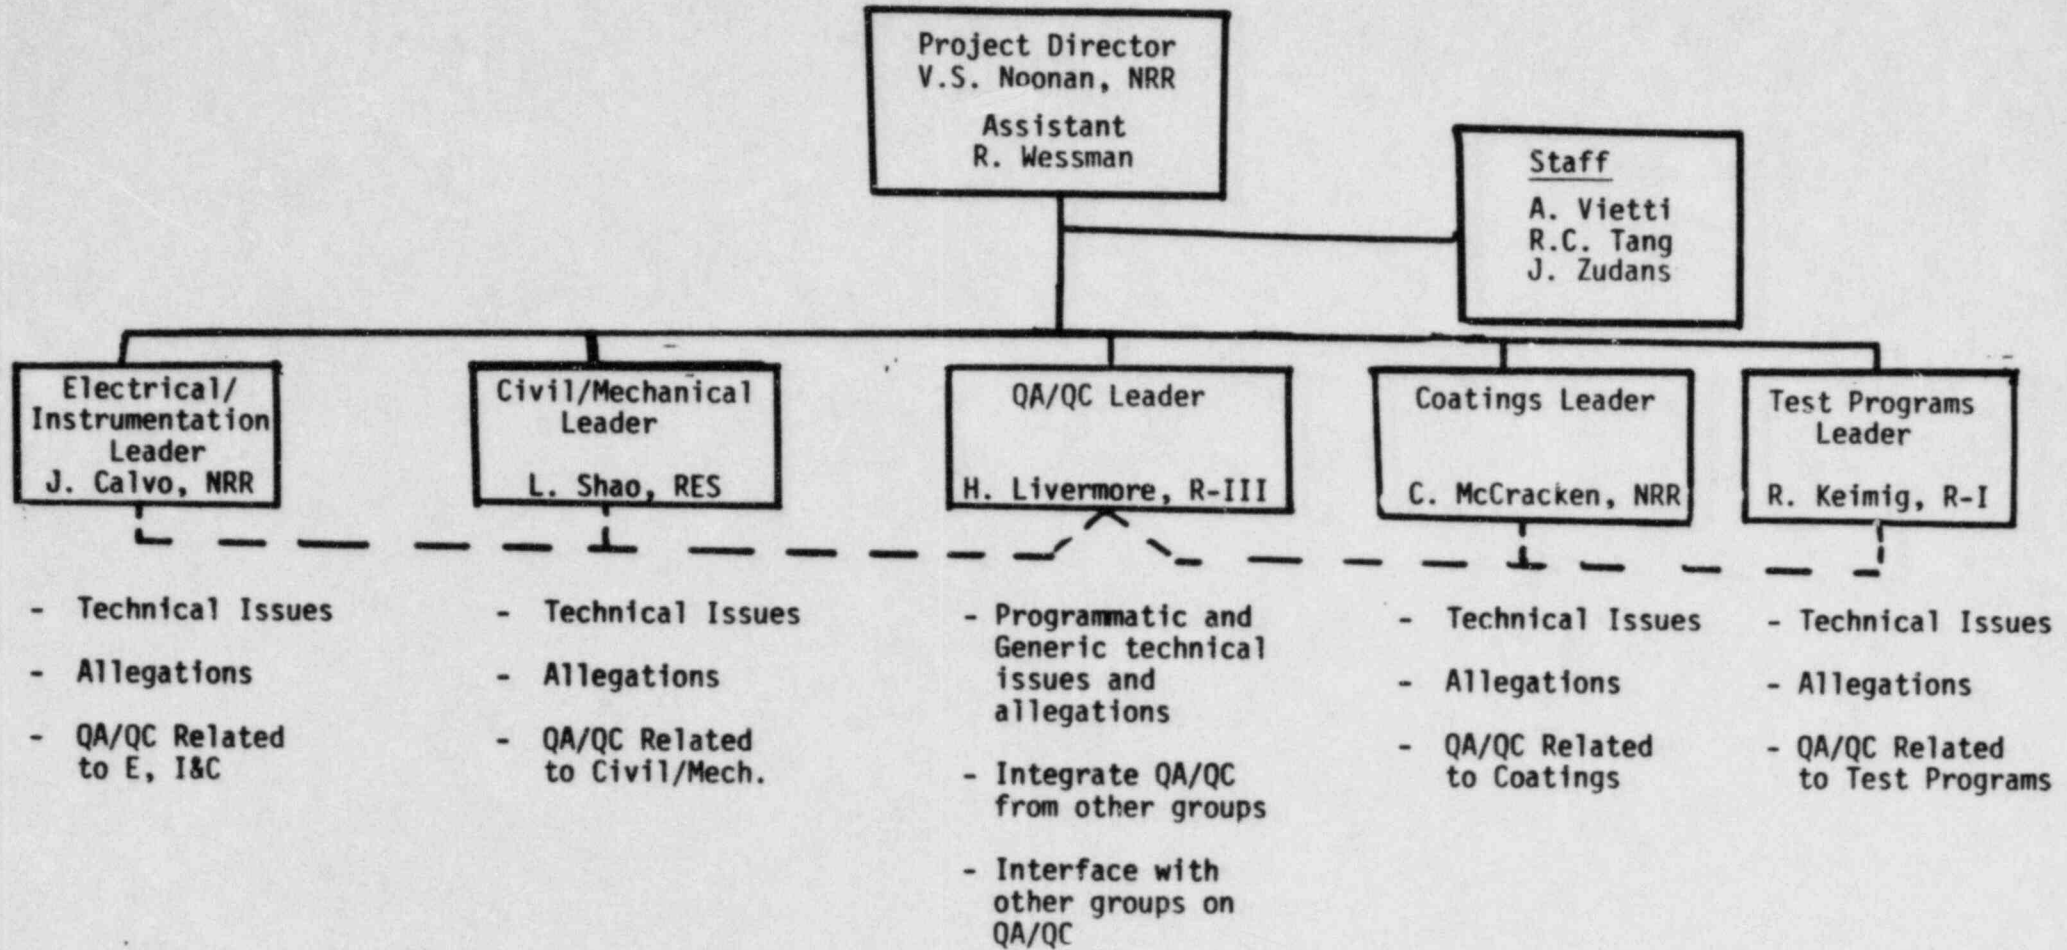 Project Director
V.S. Noonan, NRR
Assistant
R. Wessman
Staff
A. Vietti
R.C. Tang
J. Zudans
Electrical/
Instrumentation
Leader
J. Calvo, NRR
Civil/Mechanical
Leader
L. Shao, RES
QA/QC Leader
H. Livermore, R-III
Coatings Leader
C. McCracken, NRR
Test Programs
Leader
R. Keimig, R-I
- Technical Issues
- Allegations
- QA/QC Related
to E, I&C
- Technical Issues
- Allegations
- QA/QC Related
to Civil/Mech.
- Programmatic and
Generic technical
issues and
allegations
- Integrate QA/QC
from other groups
- Interface with
other groups on
QA/QC
- Technical Issues
- Allegations
- QA/QC Related
to Coatings
- Technical Issues
- Allegations
- QA/QC Related
to Test Programs